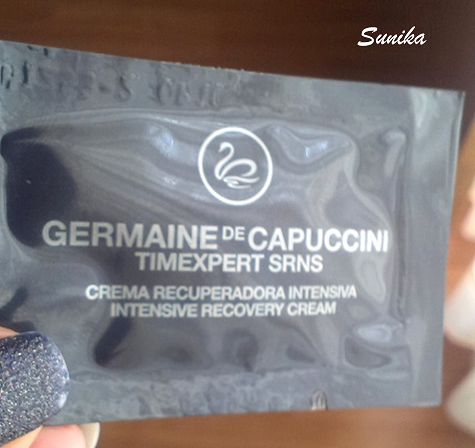 Sunika
GERMAINE DE CAPUCCINI
TIMEXPERT SRNS
CREMA RECUPERADORA INTENSIVA
INTENSIVE RECOVERY CREAM